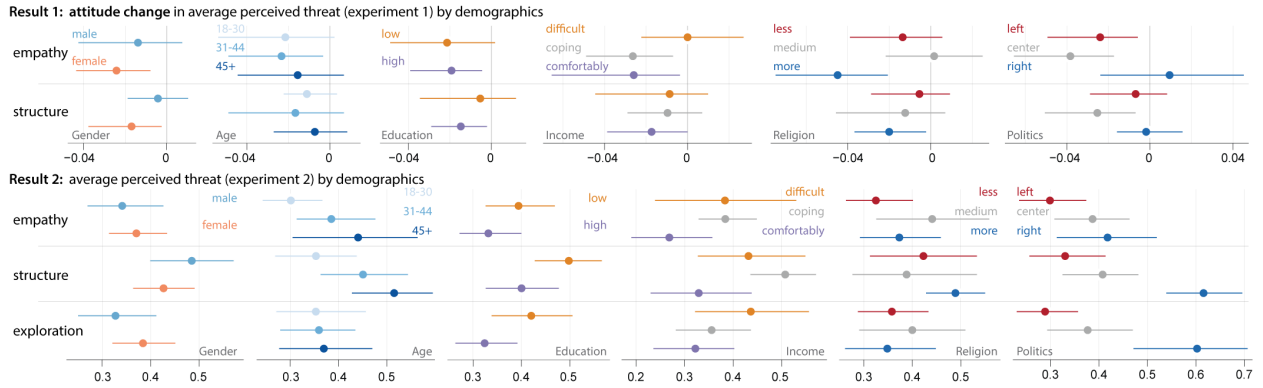 Result 1: attitude change in average perceived threat (experiment 1) by demographics
empathy
structure
male
female
Gender
−0.04 0
18-30
31-44
45+
Age
−0.04 0
low
high
Education
−0.04 0
difficult
coping
comfortably
Income
−0.04 0
less
medium
more
Religion
−0.04 0
left
center
right
Politics
−0.04 0 0.04
Result 2: average perceived threat (experiment 2) by demographics
empathy
structure
exploration
male
female
Gender
0.3 0.4 0.5
18-30
31-44
45+
Age
0.3 0.4 0.5
low
high
Education
0.3 0.4 0.5
difficult
coping
comfortably
Income
0.2 0.3 0.4 0.5
less
medium
more
Religion
0.3 0.4 0.5 0.6
left
center
right
Politics
0.3 0.4 0.5 0.6 0.7